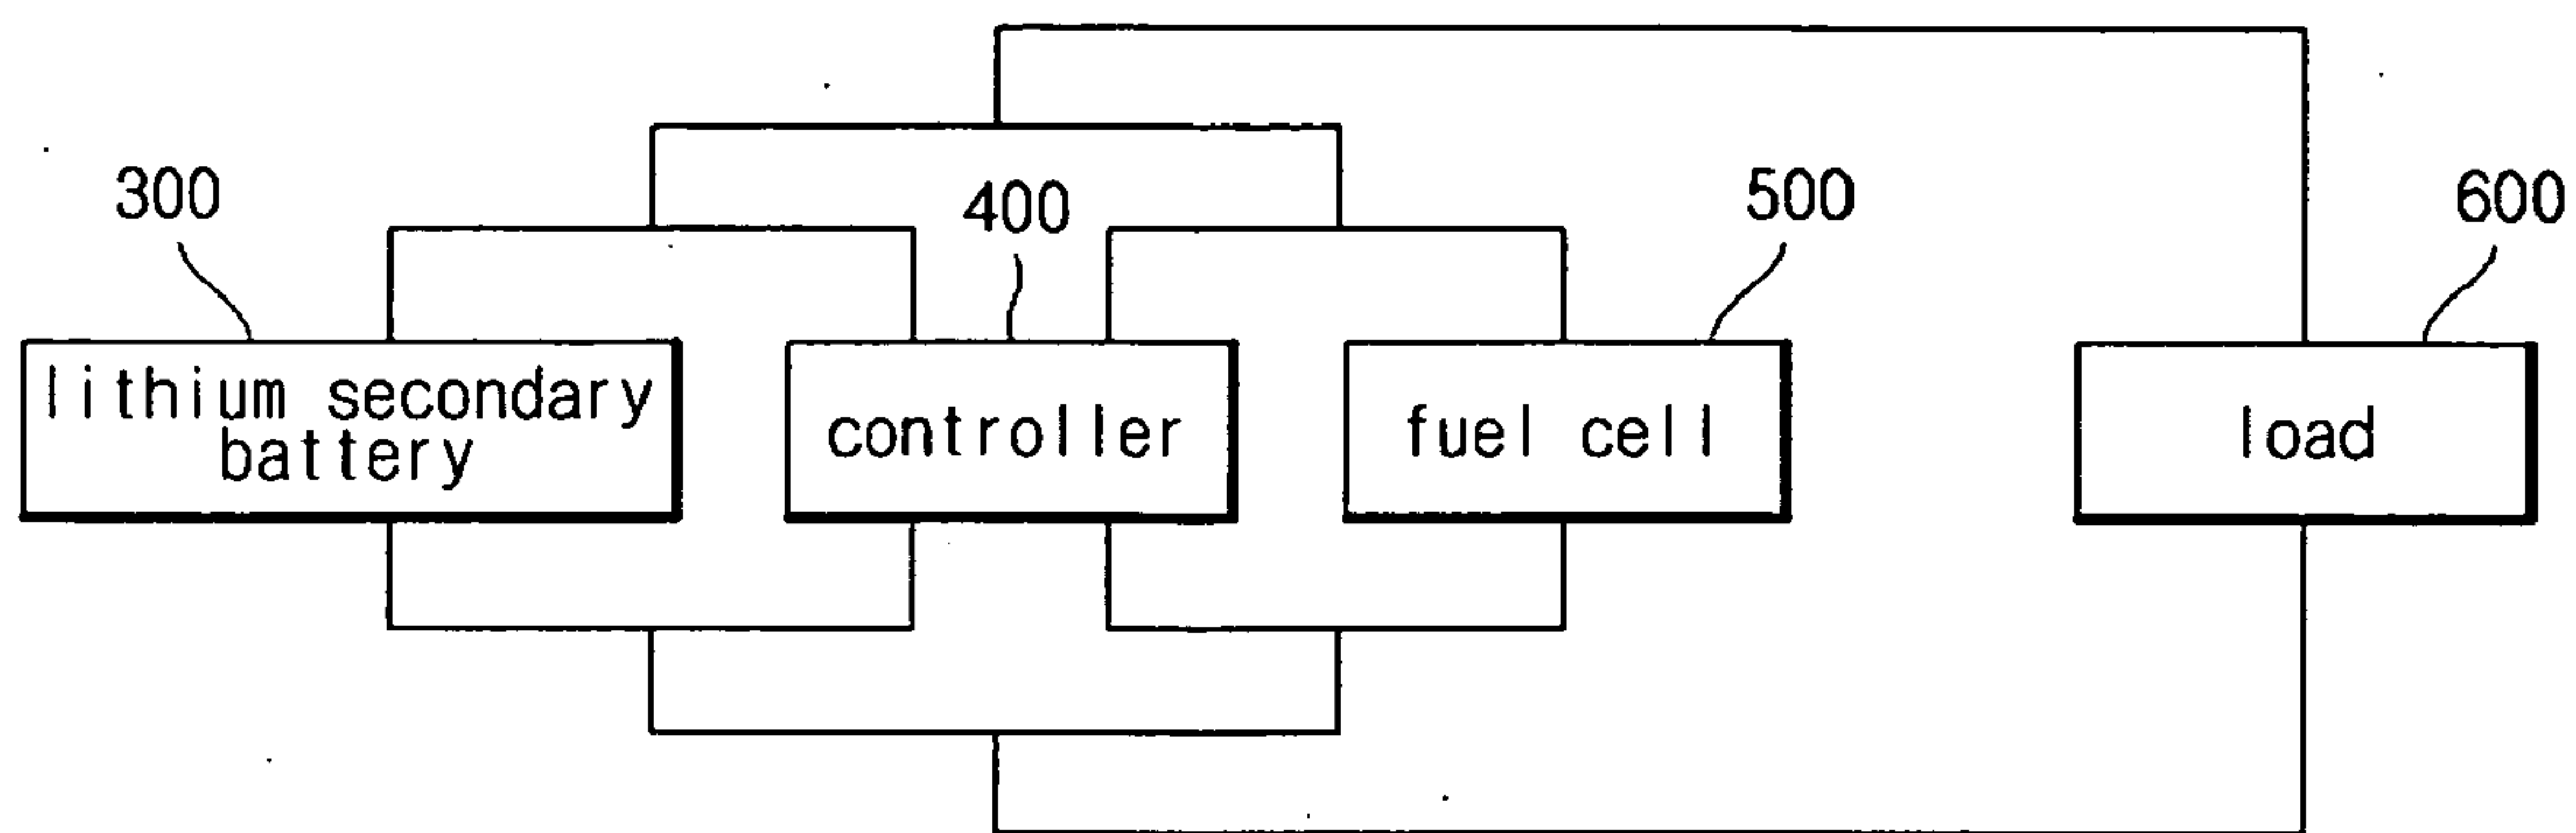 300
400
500
600
lithium secondary
battery
controller
fuel cell
load